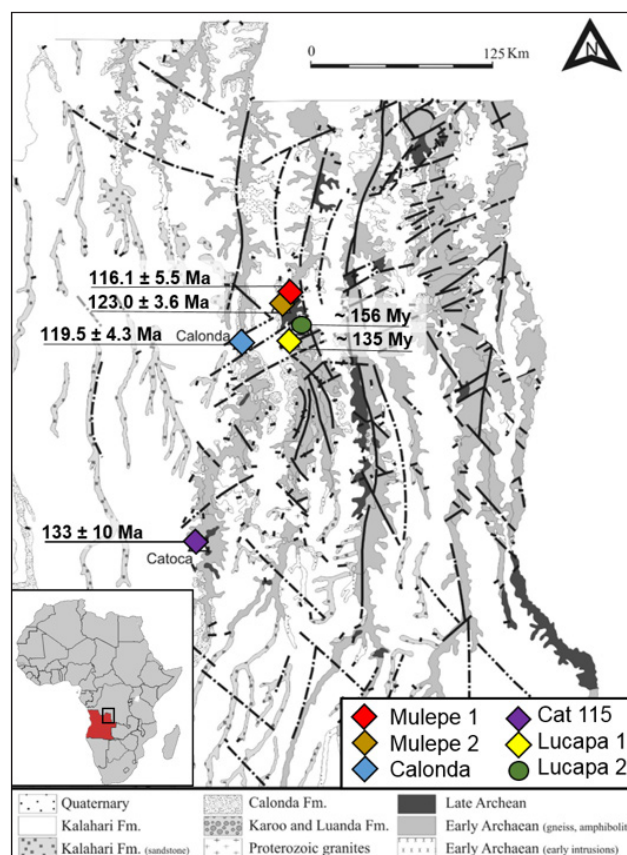 0 125 Km
N
116.1 ± 5.5 Ma
123.0 ± 3.6 Ma
~ 156 My
119.5 ± 4.3 Ma
Calonda
~ 135 My
133 ± 10 Ma
Catoca
Mulepe 1
Cat 115
Mulepe 2
Lucapa 1
Calonda
Lucapa 2
Quaternary
Calonda Fm.
Late Archean
Kalahari Fm.
Karoo and Luanda Fm.
Early Archaean (gneiss, amphibolit
Kalahari Fm. (sandstone)
Proterozoic granites
Early Archaean (early intrusions)